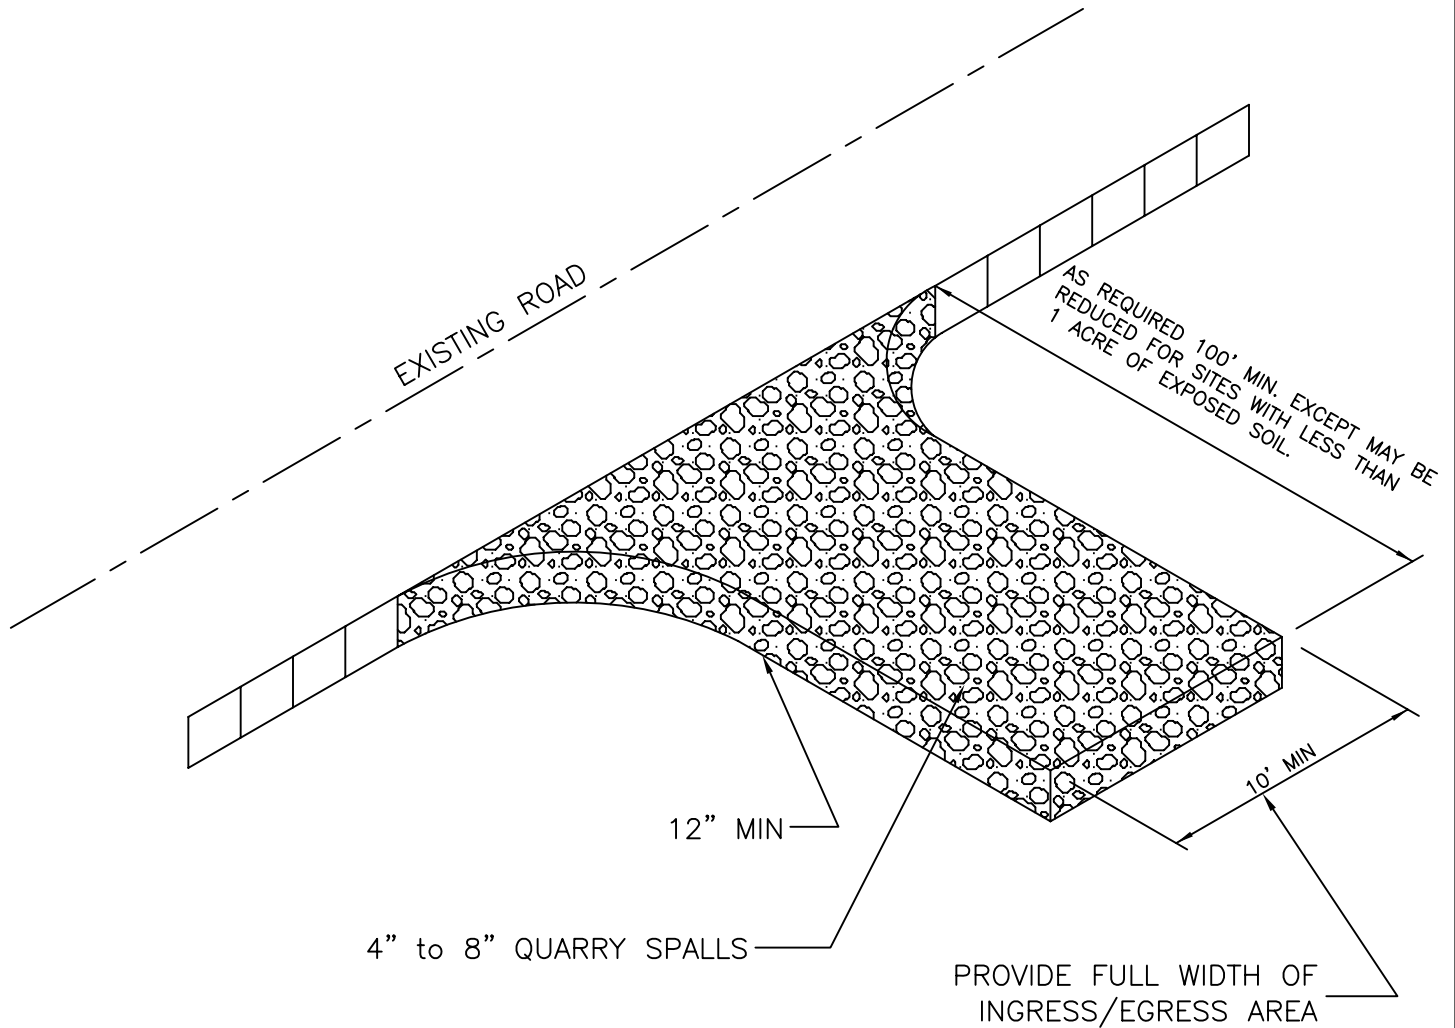 EXISTING ROAD
AS REQUIRED 100' MIN. EXCEPT MAY BE
REDUCED FOR SITES WITH LESS THAN
1 ACRE OF EXPOSED SOIL.
10' MIN
12" MIN
4" to 8" QUARRY SPALLS
PROVIDE FULL WIDTH OF
INGRESS/EGRESS AREA